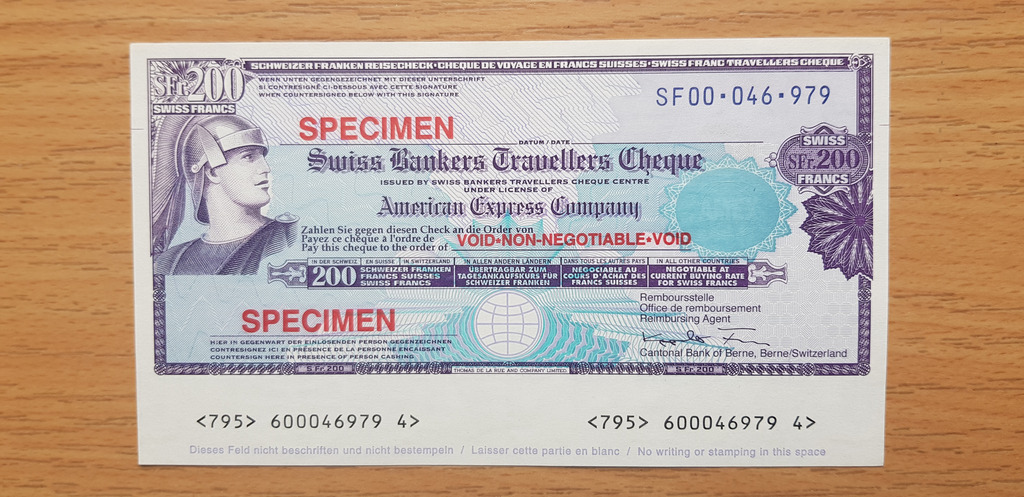 SFr.200
SWISS FRANCS
SCHWEIZER FRANKEN REISECHECK·CHEQUE DE VOYAGE EN FRANCS SUISSES·SWISS FRANC TRAVELLERS CHEQUE
WENN UNTEN GEGENGEZEICHNET MIT DIESER UNTERSCHRIFT
SI CONTRESIGNÉ CI-DESSOUS AVEC CETTE SIGNATURE
WHEN COUNTERSIGNED BELOW WITH THIS SIGNATURE
SF00·046·979
SPECIMEN
DATUM / DATE
Swiss Bankers Travellers Cheque
SWISS
SFr.200
FRANCS
ISSUED BY SWISS BANKERS TRAVELLERS CHEQUE CENTRE
UNDER LICENSE OF
American Express Company
Zahlen Sie gegen diesen Check an die Order von
Payez ce chèque à l'ordre de
Pay this cheque to the order of
VOID·NON-NEGOTIABLE·VOID
IN DER SCHWEIZ EN SUISSE IN SWITZERLAND
200 SCHWEIZER FRANKEN
FRANCS SUISSES
SWISS FRANCS
IN ALLEN ANDERN LÄNDERN
ÜBERTRAGBAR ZUM
TAGESANKAUFSKURS FÜR
SCHWEIZER FRANKEN
DANS TOUS LES AUTRES PAYS
NEGOCIABLE AU
COURS D'ACHAT DES
FRANCS SUISSES
IN ALL OTHER COUNTRIES
NEGOTIABLE AT
CURRENT BUYING RATE
FOR SWISS FRANCS
SPECIMEN
Remboursstelle
Office de remboursement
Reimbursing Agent
Cantonal Bank of Berne, Berne/Switzerland
HIER IN GEGENWART DER EINLÖSENDEN PERSON GEGENZEICHNEN
CONTRESIGNEZ ICI EN PRÉSENCE DE LA PERSONNE ENCAISSANT
COUNTERSIGN HERE IN PRESENCE OF PERSON CASHING
S Fr. 200
THOMAS DE LA RUE AND COMPANY LIMITED
S Fr. 200
<795> 600046979 4>
<795> 600046979 4>
Dieses Feld nicht beschriften und nicht bestempeln / Laisser cette partie en blanc / No writing or stamping in this space